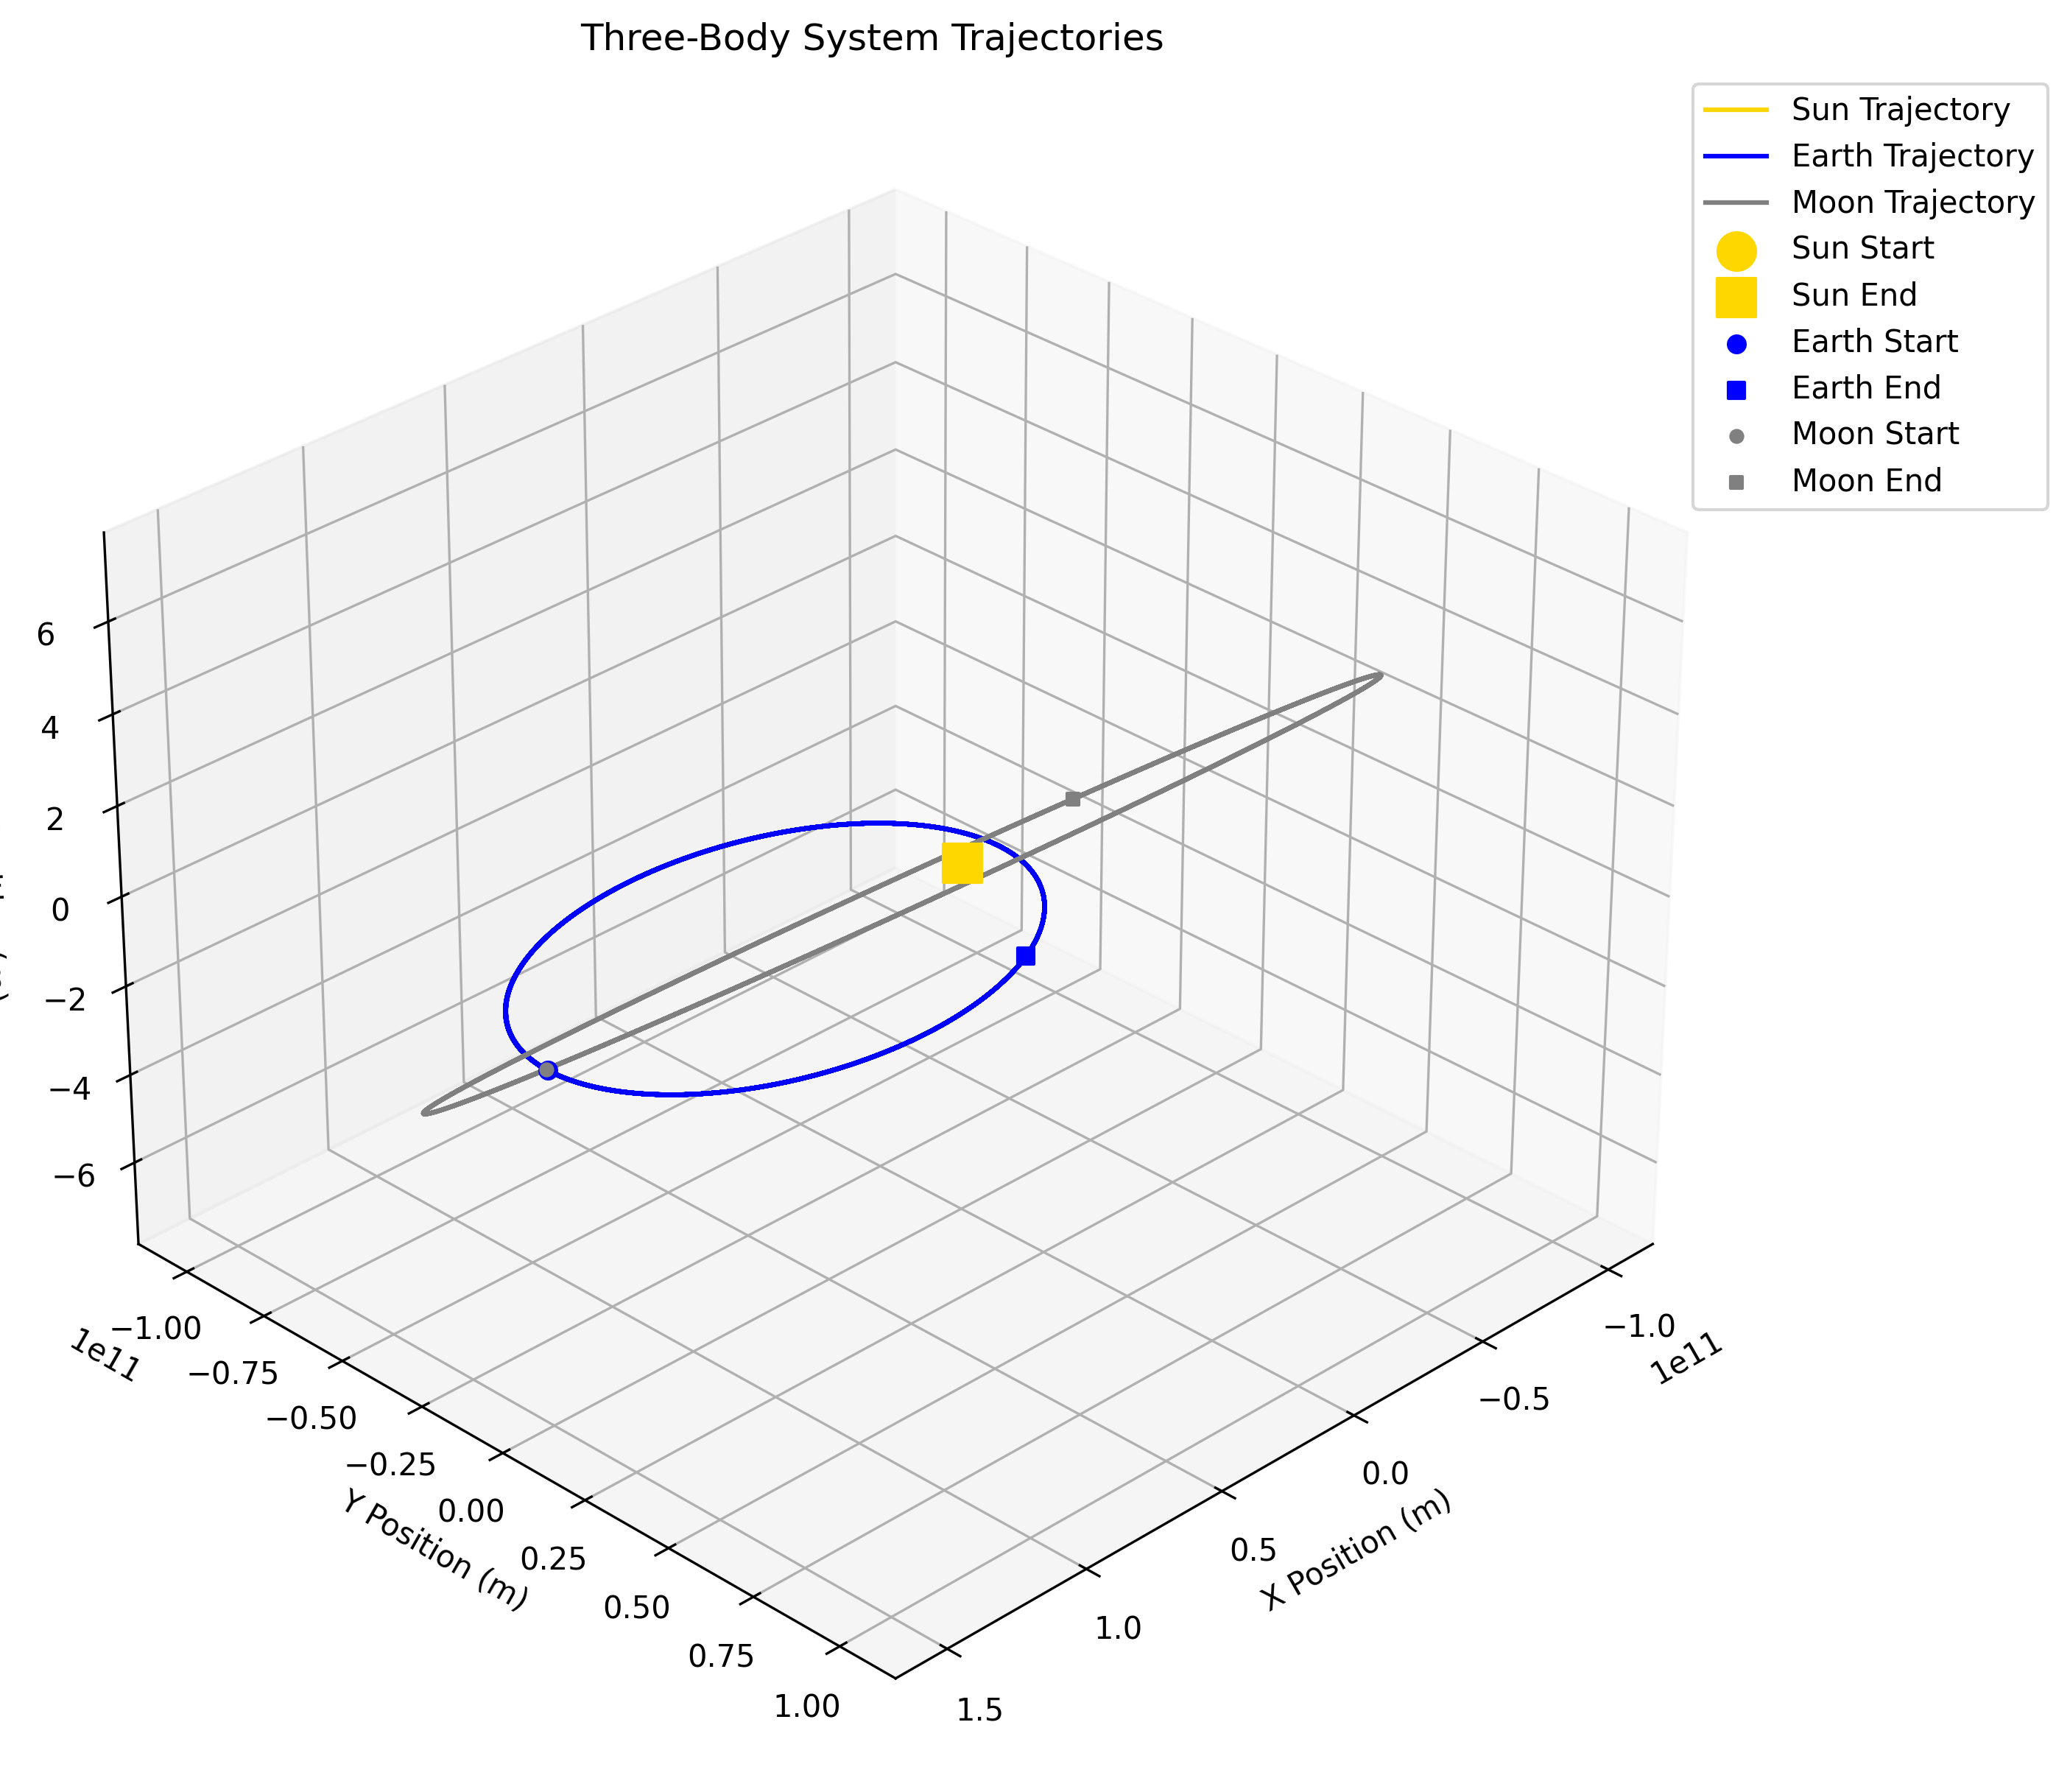 Three-Body System Trajectories
Sun Trajectory
Earth Trajectory
Moon Trajectory
Sun Start
Sun End
Earth Start
Earth End
Moon Start
Moon End
6
4
2
0
−2
−4
−6
1e11
−1.00
−0.75
−0.50
−0.25
0.00
0.25
0.50
0.75
1.00
Y Position (m)
1e11
−1.0
−0.5
0.0
0.5
1.0
1.5
X Position (m)